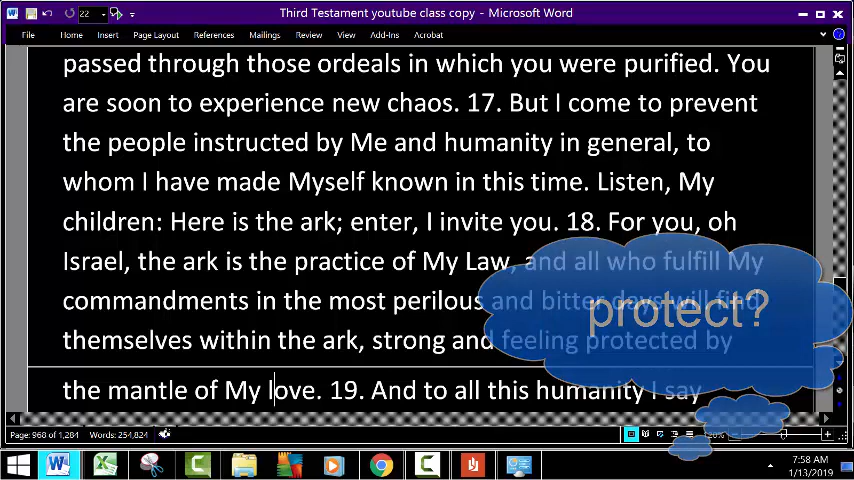 Third Testament youtube class copy - Microsoft Word
22
File Home Insert Page Layout References Mailings Review View Add-Ins Acrobat
passed through those ordeals in which you were purified. You
are soon to experience new chaos. 17. But I come to prevent
the people instructed by Me and humanity in general, to
whom I have made Myself known in this time. Listen, My
children: Here is the ark; enter, I invite you. 18. For you, oh
Israel, the ark is the practice of My Law, and all who fulfill My
commandments in the most perilous and bitter days will find
themselves within the ark, strong and feeling protected by
the mantle of My love. 19. And to all this humanity I say
protect?
Page: 968 of 1,284 Words: 254,824
7:58 AM
1/13/2019